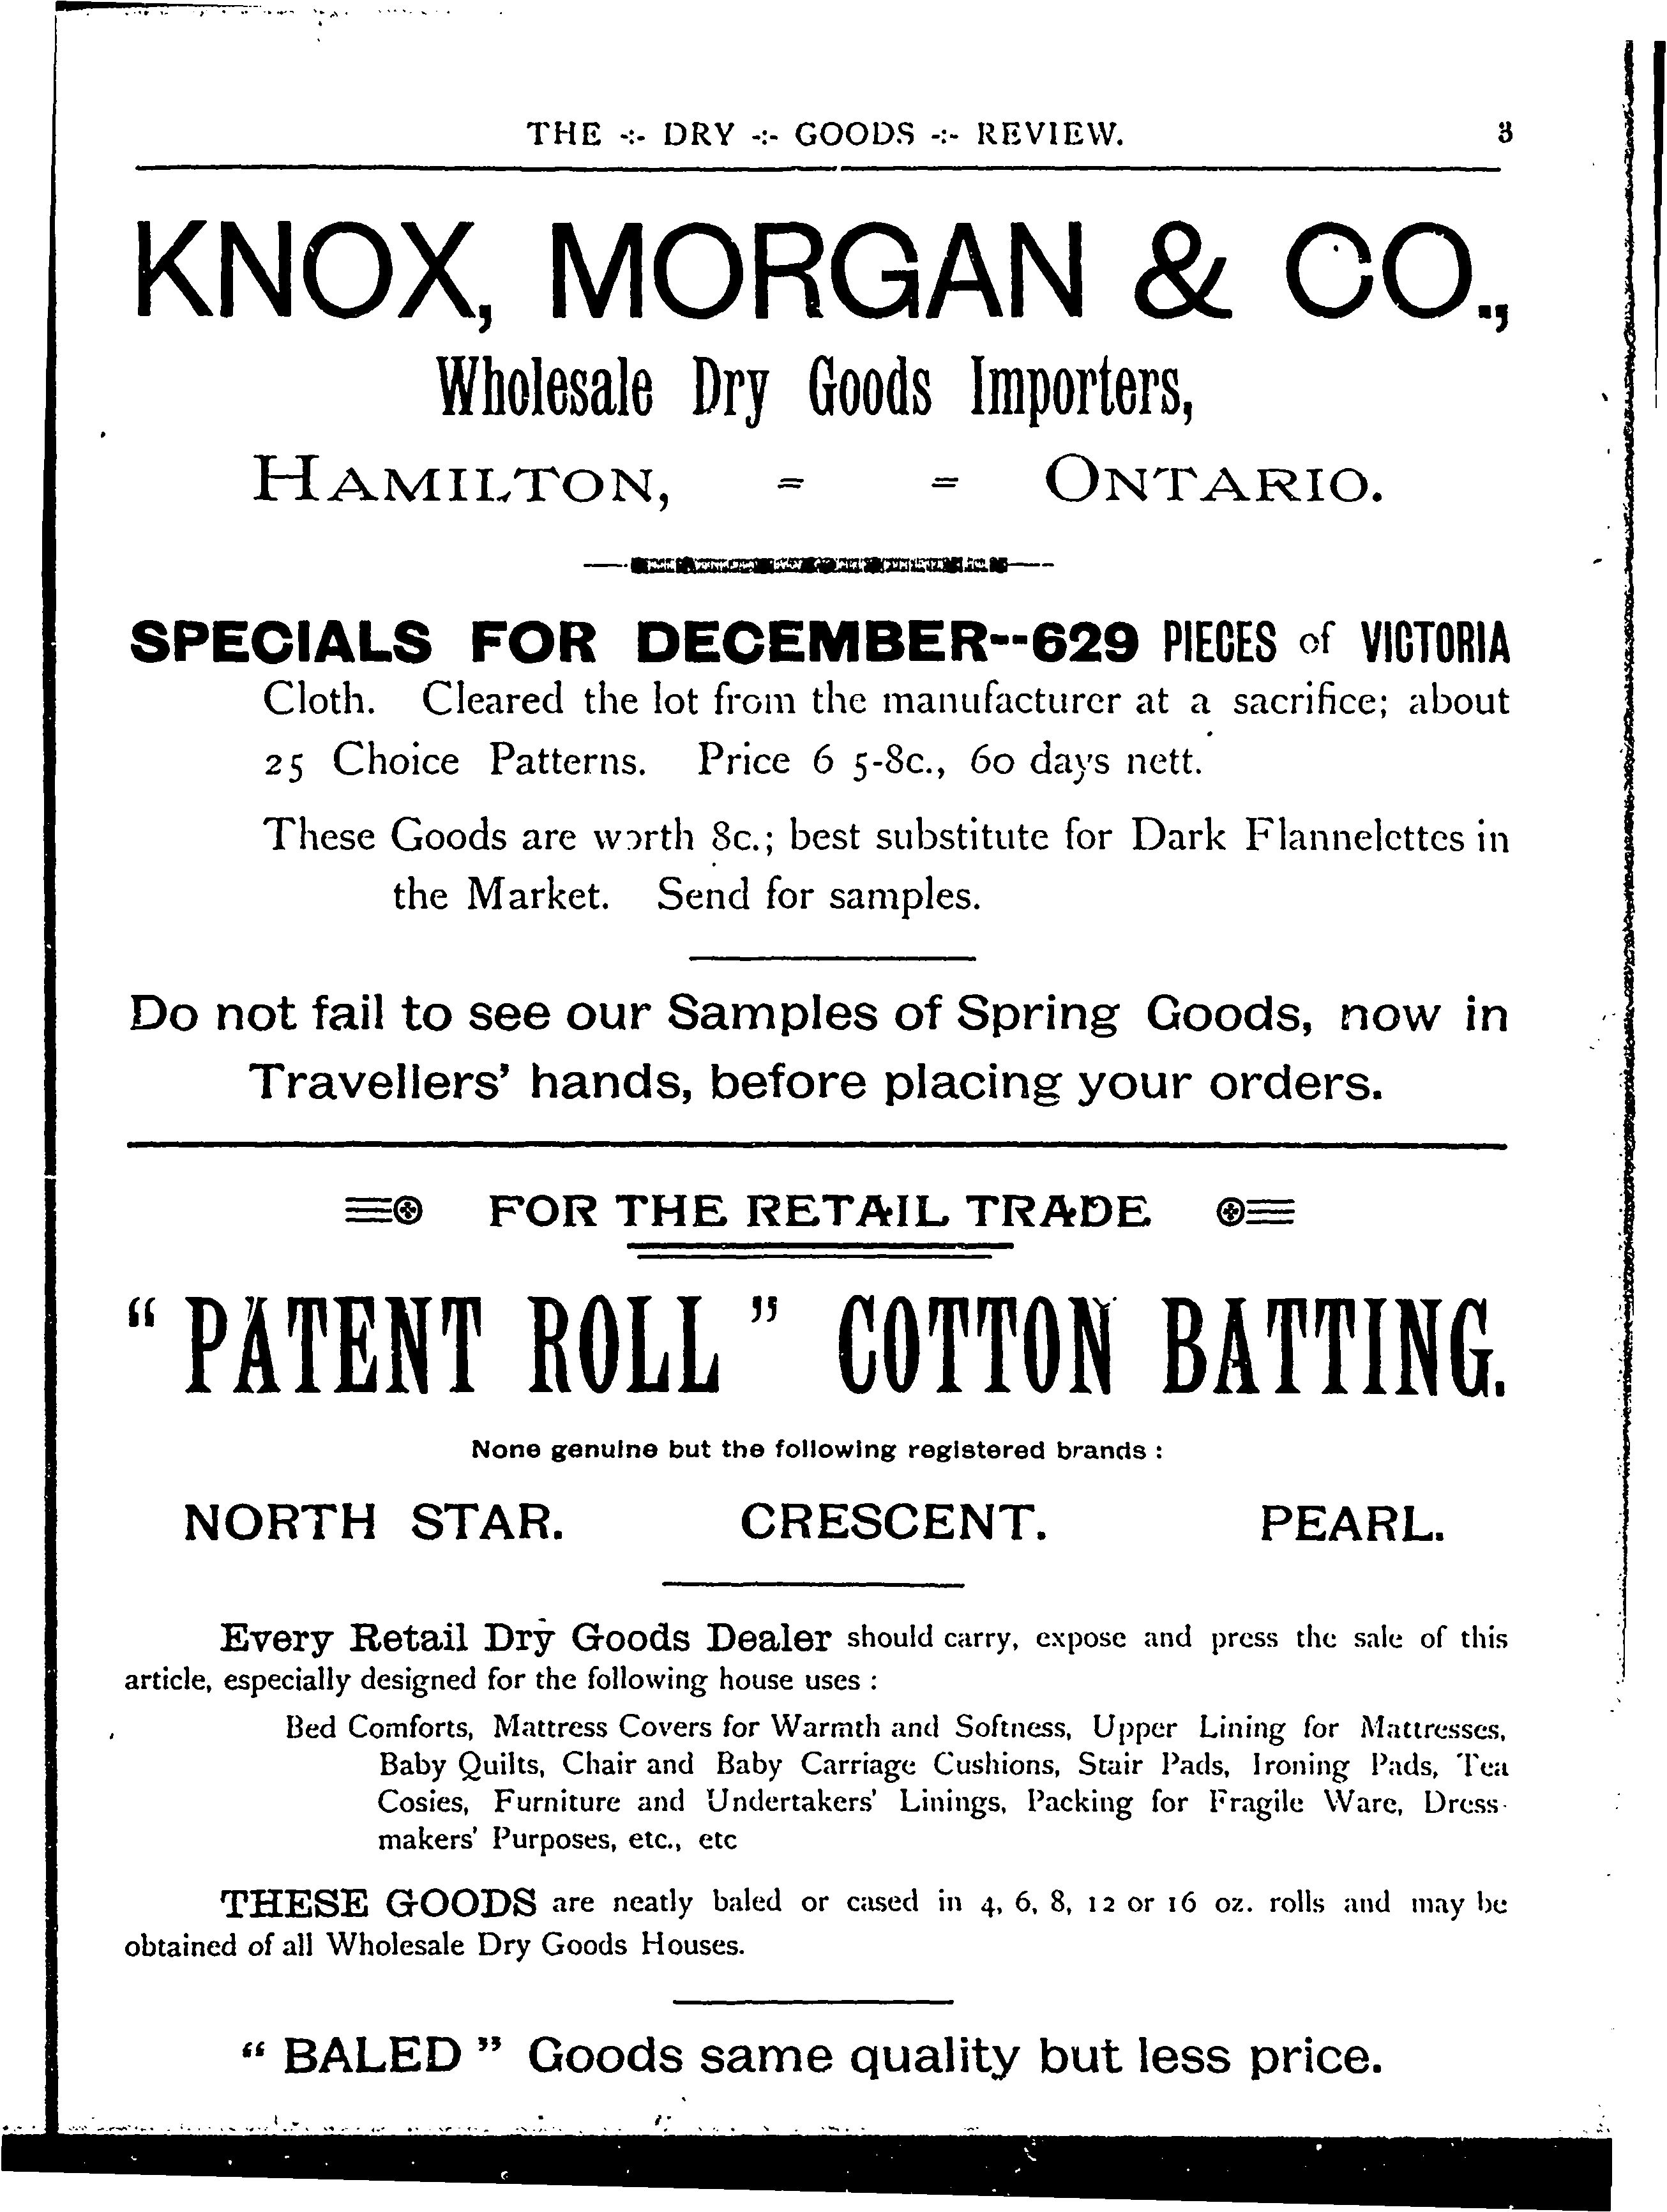 THE -:- DRY -:- GOODS -:- REVIEW. 3
KNOX, MORGAN & CO.,
Wholesale Dry Goods Importers,
HAMILTON, = = ONTARIO.
SPECIALS FOR DECEMBER--629 PIECES of VICTORIA
Cloth. Cleared the lot from the manufacturer at a sacrifice; about
25 Choice Patterns. Price 6 5-8c., 60 days nett.
These Goods are worth 8c.; best substitute for Dark Flannelettes in
the Market. Send for samples.
Do not fail to see our Samples of Spring Goods, now in
Travellers' hands, before placing your orders.
FOR THE RETAIL TRADE
"PATENT ROLL" COTTON BATTING.
None genuine but the following registered brands :
NORTH STAR. CRESCENT. PEARL.
Every Retail Dry Goods Dealer should carry, expose and press the sale of this
article, especially designed for the following house uses :
Bed Comforts, Mattress Covers for Warmth and Softness, Upper Lining for Mattresses,
Baby Quilts, Chair and Baby Carriage Cushions, Stair Pads, Ironing Pads, Tea
Cosies, Furniture and Undertakers' Linings, Packing for Fragile Ware, Dress-
makers' Purposes, etc., etc
THESE GOODS are neatly baled or cased in 4, 6, 8, 12 or 16 oz. rolls and may be
obtained of all Wholesale Dry Goods Houses.
"BALED" Goods same quality but less price.